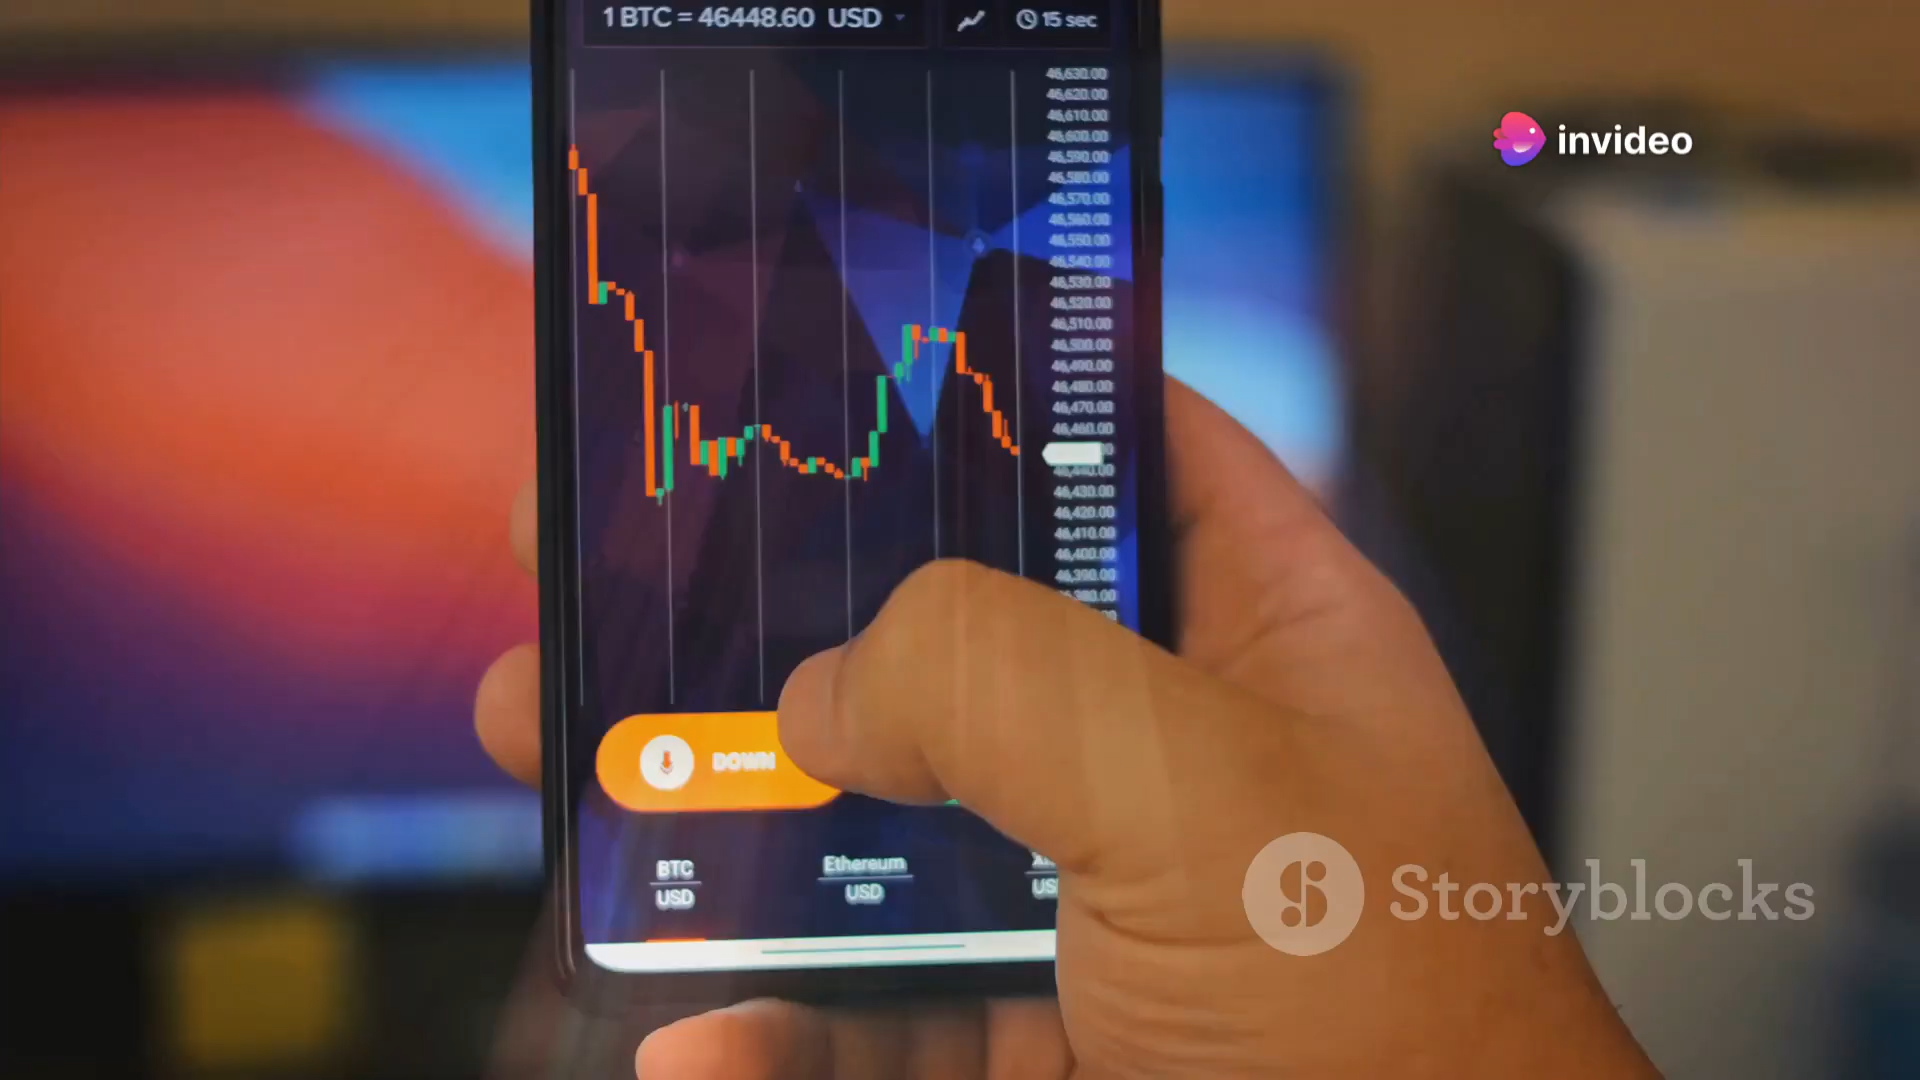 1 BTC = 46448.60 USD
15 sec
46,630.00
46,620.00
46,610.00
46,600.00
46,590.00
46,580.00
46,570.00
46,560.00
46,550.00
46,540.00
46,530.00
46,520.00
46,510.00
46,500.00
46,490.00
46,480.00
46,470.00
46,460.00
46,440.00
46,430.00
46,420.00
46,410.00
46,400.00
46,390.00
invideo
DOWN
BTC
USD
Ethereum
USD
Storyblocks